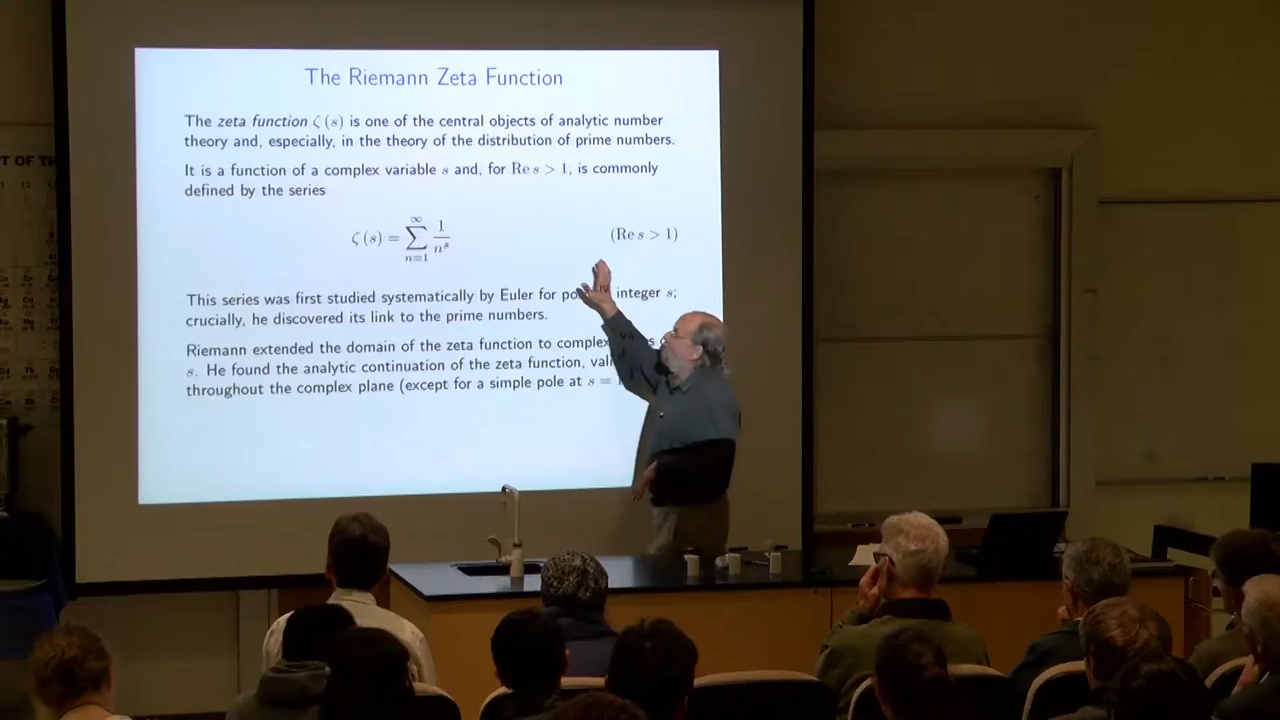 The Riemann Zeta Function
The zeta function ζ(s) is one of the central objects of analytic number
theory and, especially, in the theory of the distribution of prime numbers.
It is a function of a complex variable s and, for Re s > 1, is commonly
defined by the series
ζ(s) = ∑_{n=1}^{∞} 1/n^s (Re s > 1)
This series was first studied systematically by Euler for integer s;
crucially, he discovered its link to the prime numbers.
Riemann extended the domain of the zeta function to complex
s. He found the analytic continuation of the zeta function,
throughout the complex plane (except for a simple pole at s =